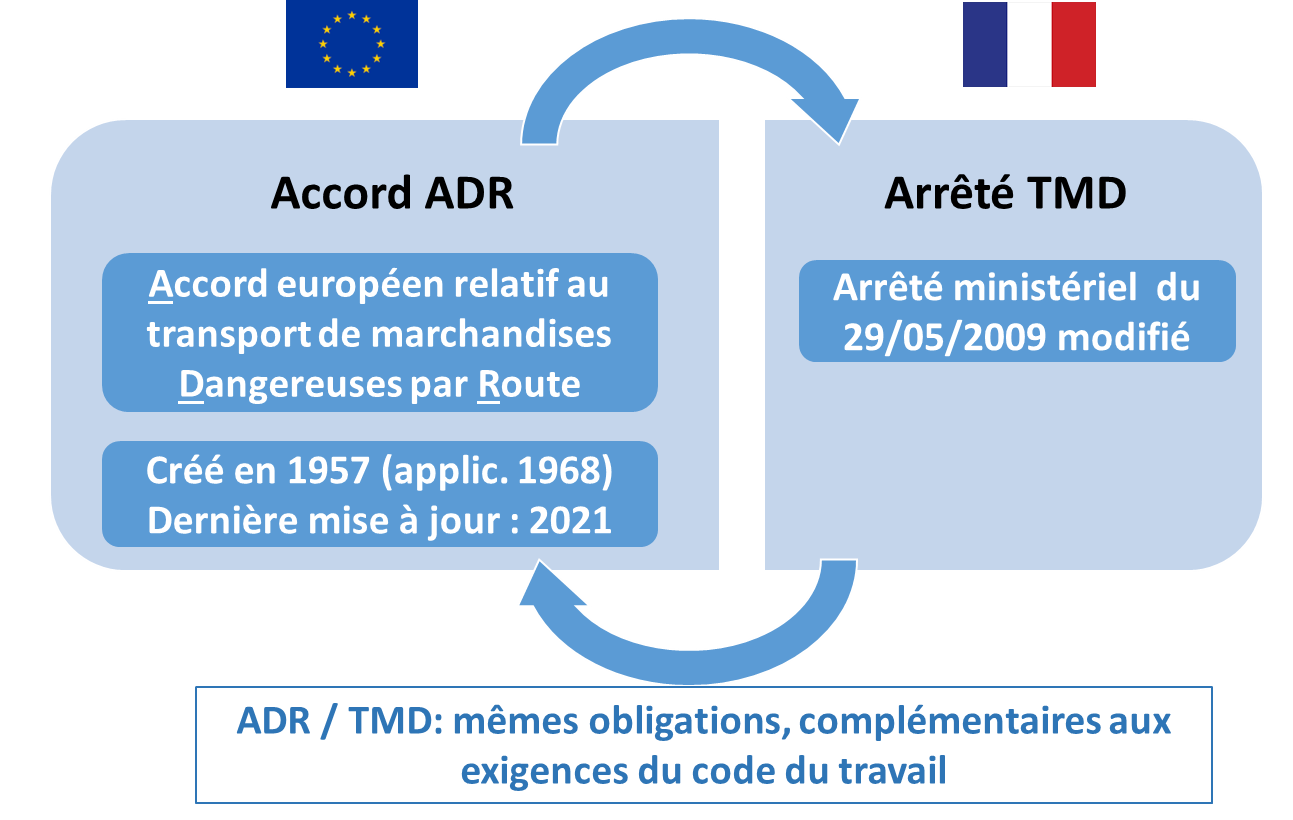 Accord ADR
Accord européen relatif au
transport de marchandises
Dangereuses par Route
Créé en 1957 (applic. 1968)
Dernière mise à jour : 2021
Arrêté TMD
Arrêté ministériel  du
29/05/2009 modifié
ADR / TMD: mêmes obligations, complémentaires aux
exigences du code du travail